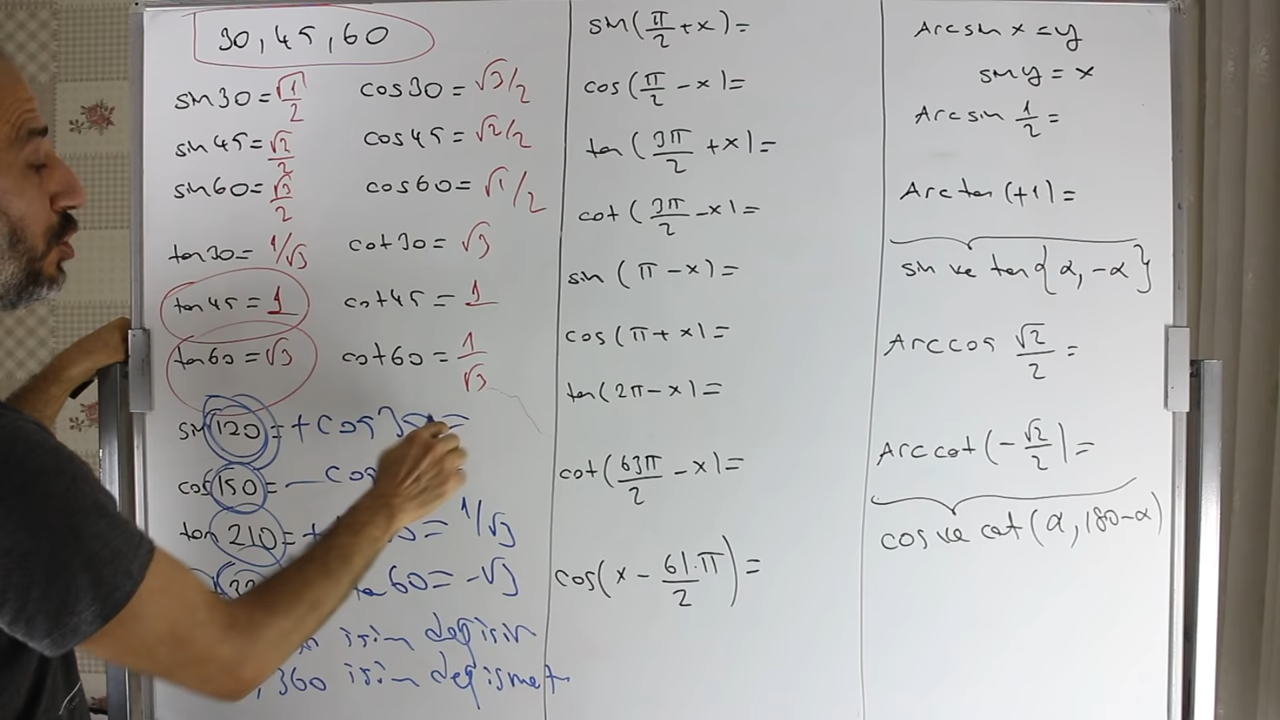 30, 45, 60
sin30 = √1/2
cos30 = √3/2
sin45 = √2/2
cos45 = √2/2
sin60 = √3/2
cos60 = √1/2
tan30 = 1/√3
cot30 = √3
tan45 = 1
cot45 = 1
tan60 = √3
cot60 = 1/√3
sin120 = + cos30 =
cos150 = - cos
tan210 = + = 1/√3
60 = -√3
için değişir
, 360 için değişmez
sin(π/2 + x) =
cos(π/2 - x) =
tan(3π/2 + x) =
cot(3π/2 - x) =
sin(π - x) =
cos(π + x) =
tan(2π - x) =
cot(63π/2 - x) =
cos(x - 61.π/2) =
Arcsin x = y
sin y = x
Arcsin 1/2 =
Arctan(+1) =
sin ve tan{α, -α}
Arccos √2/2 =
Arccot(-√2/2) =
cos ve cot(α, 180-α)